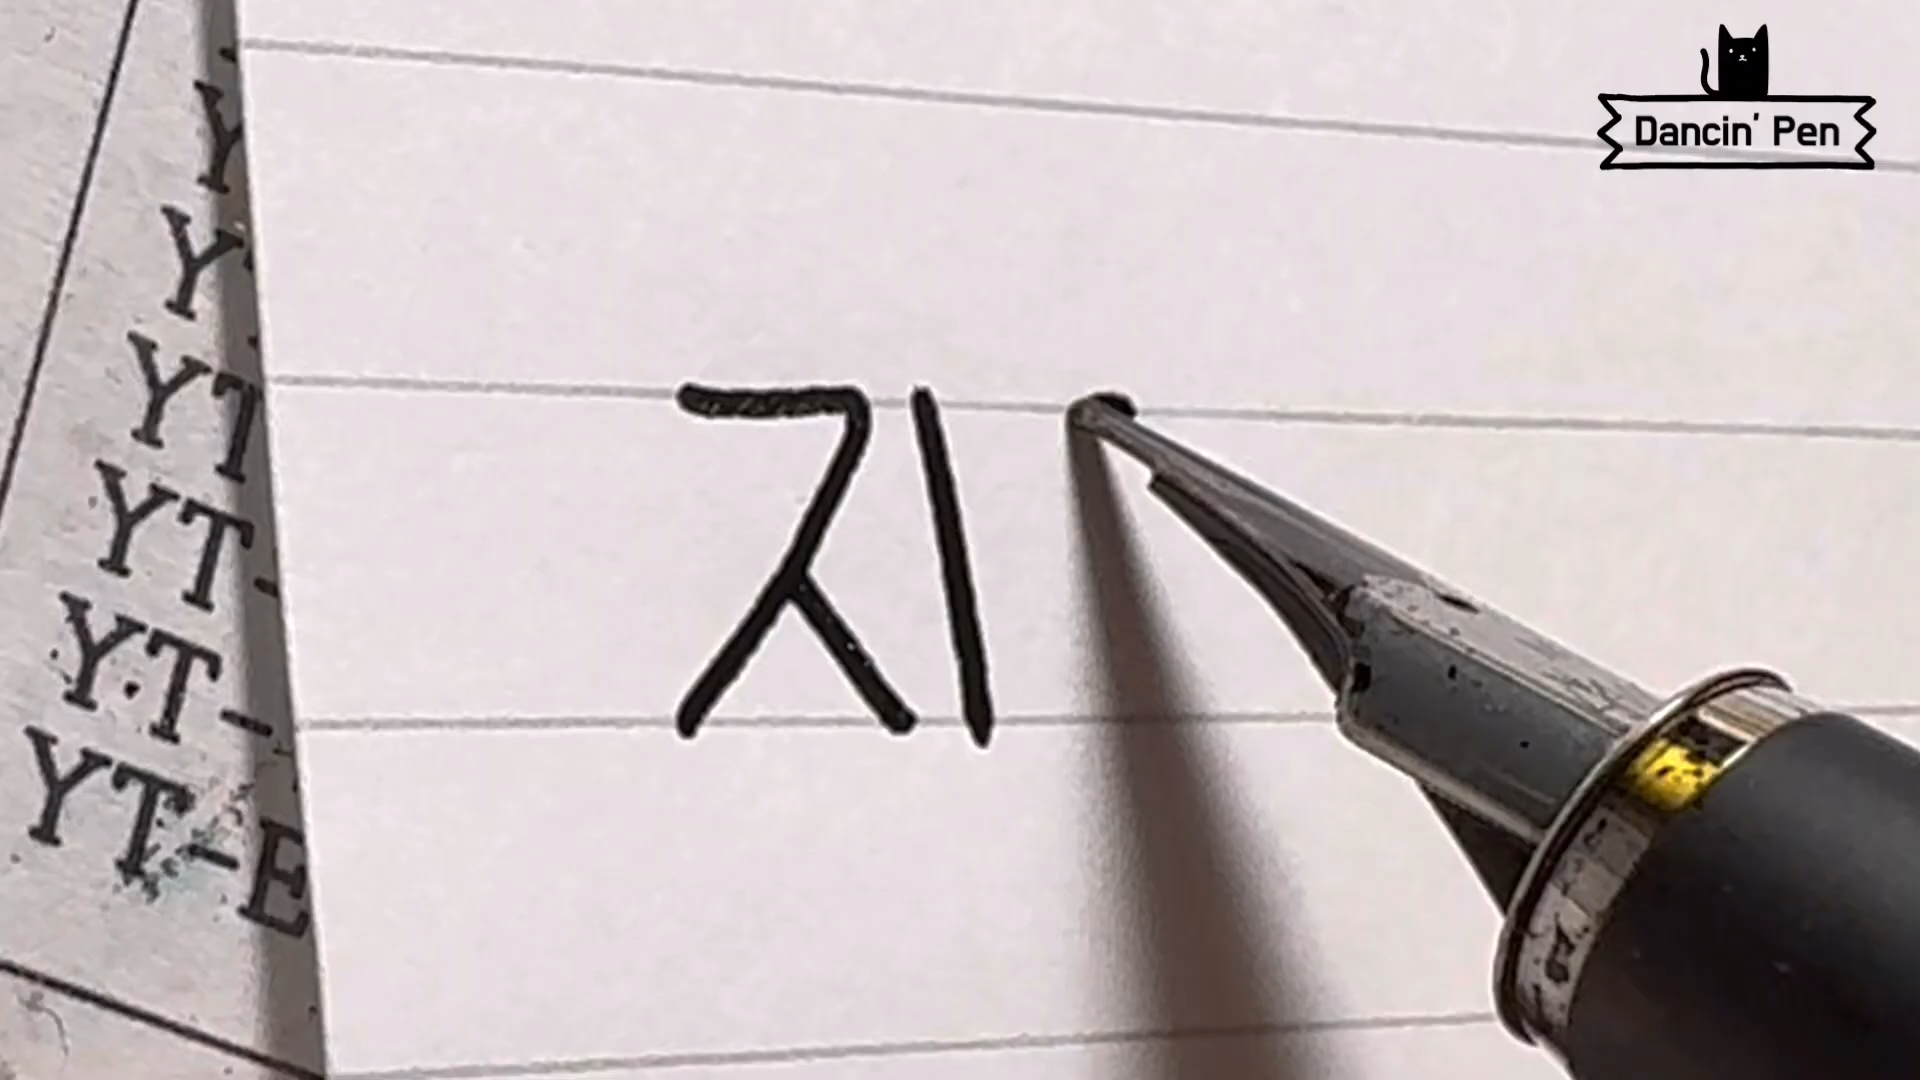 Dancin' Pen
Y
Y
YT
YT-
YT-
YT-E
지